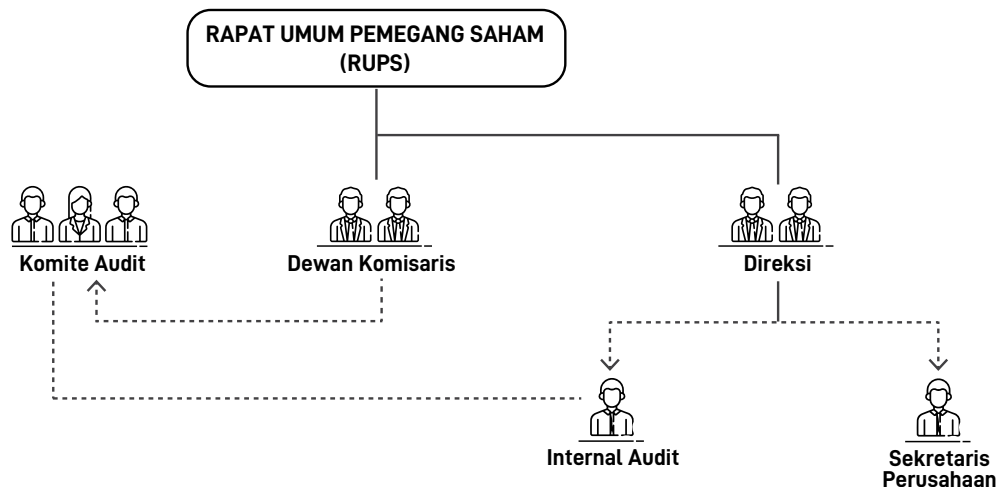 RAPAT UMUM PEMEGANG SAHAM
(RUPS)
Komite Audit
Dewan Komisaris
Direksi
Internal Audit
Sekretaris
Perusahaan